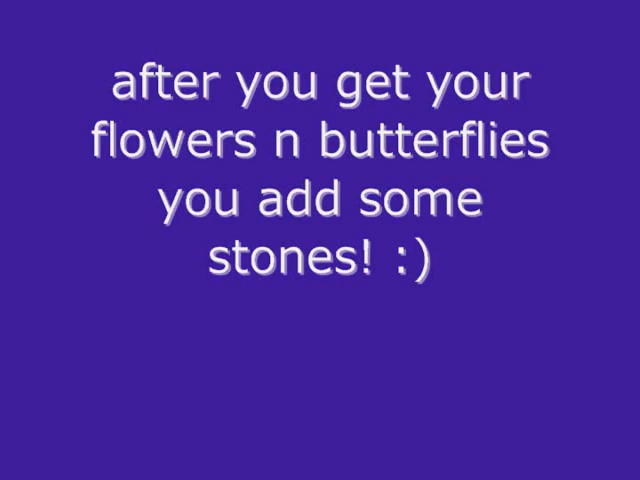 after you get your
flowers n butterflies
you add some
stones! :)